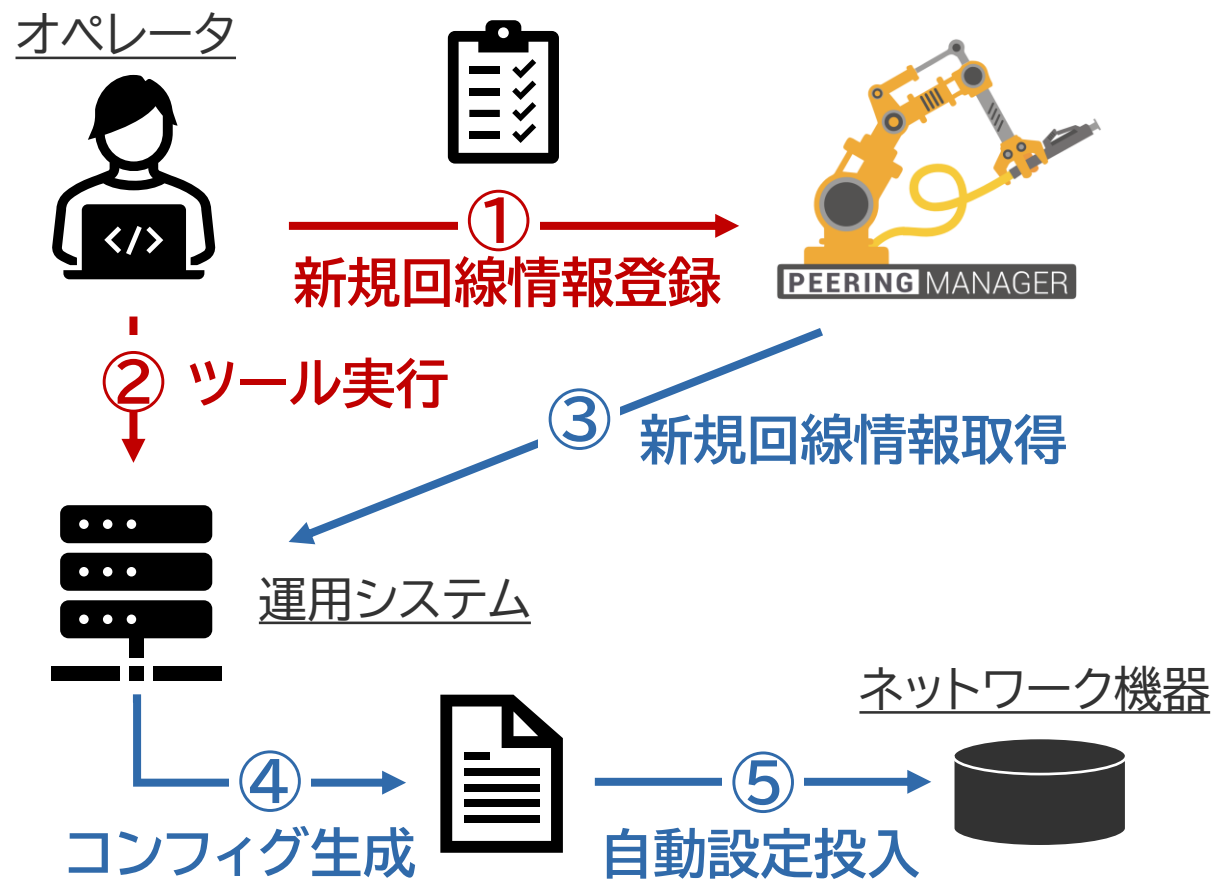 オペレータ
</>
①
新規回線情報登録
PEERING MANAGER
② ツール実行
③
新規回線情報取得
運用システム
ネットワーク機器
④
コンフィグ生成
⑤
自動設定投入